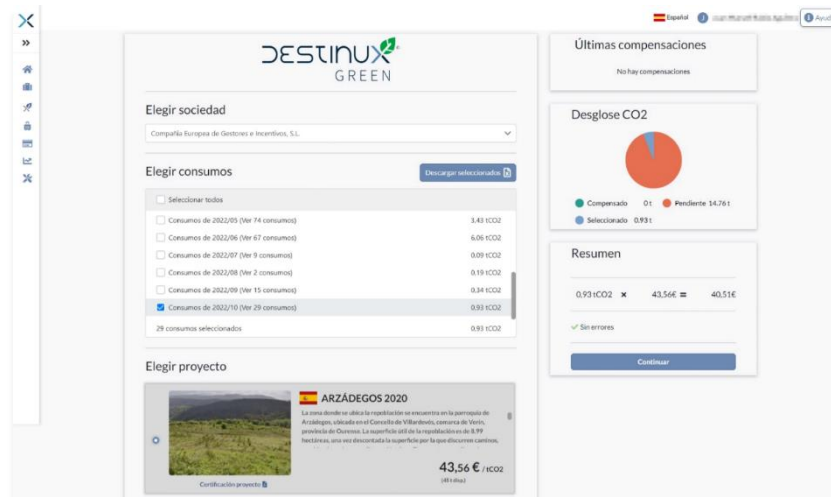 Español
Ayud
DESTINUX
GREEN
Elegir sociedad
Compañía Europea de Gestores e Incentivos, S.L.
Elegir consumos
Descargar seleccionados
Seleccionar todos
Consumos de 2022/05 (Ver 74 consumos) 3,43 tCO2
Consumos de 2022/06 (Ver 67 consumos) 6,06 tCO2
Consumos de 2022/07 (Ver 9 consumos) 0,09 tCO2
Consumos de 2022/08 (Ver 2 consumos) 0,19 tCO2
Consumos de 2022/09 (Ver 15 consumos) 0,34 tCO2
Consumos de 2022/10 (Ver 29 consumos) 0,93 tCO2
29 consumos seleccionados 0,93 tCO2
Elegir proyecto
ARZÁDEGOS 2020
La zona donde se ubica la repoblación se encuentra en la parroquia de
Arzádegos, ubicada en el Concello de Villardevós, comarca de Verín,
provincia de Ourense. La superficie útil de la repoblación es de 8.99
hectáreas, una vez descontada la superficie por la que discurren caminos,
43,56 € / tCO2
Certificación proyecto
Últimas compensaciones
No hay compensaciones
Desglose CO2
Compensado 0 t Pendiente 14.76 t
Seleccionado 0.93 t
Resumen
0,93 tCO2 × 43,56€ = 40,51€
Sin errores
Continuar